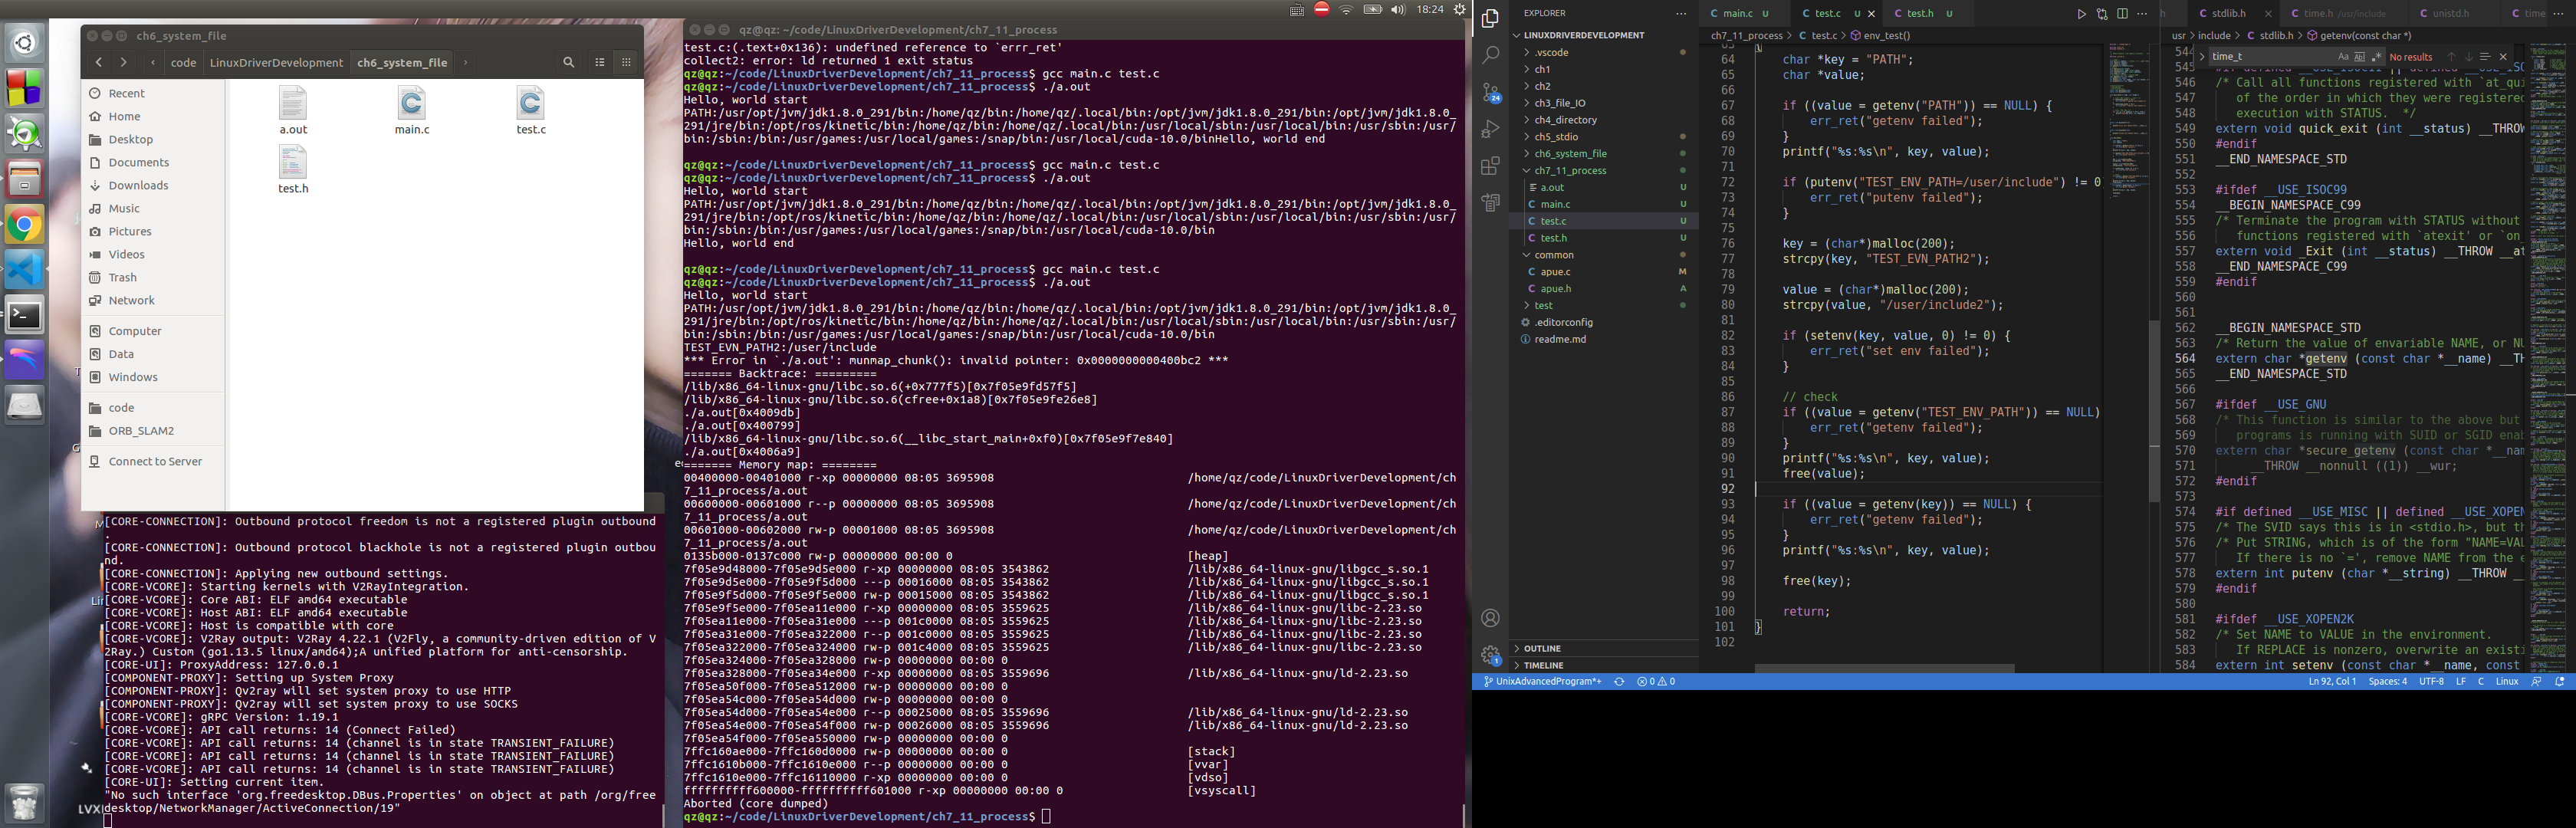 18:24
ch6_system_file
code LinuxDriverDevelopment ch6_system_file
Recent
Home
Desktop
Documents
Downloads
Music
Pictures
Videos
Trash
Network
Computer
Data
Windows
code
ORB_SLAM2
Connect to Server
a.out
main.c
test.c
test.h
[CORE-CONNECTION]: Outbound protocol freedom is not a registered plugin outbound
.
[CORE-CONNECTION]: Outbound protocol blackhole is not a registered plugin outbou
nd.
[CORE-CONNECTION]: Applying new outbound settings.
[CORE-VCORE]: Starting kernels with V2RayIntegration.
[CORE-VCORE]: Core ABI: ELF amd64 executable
[CORE-VCORE]: Host ABI: ELF amd64 executable
[CORE-VCORE]: Host is compatible with core
[CORE-VCORE]: V2Ray output: V2Ray 4.22.1 (V2Fly, a community-driven edition of V
2Ray.) Custom (go1.13.5 linux/amd64);A unified platform for anti-censorship.
[CORE-UI]: ProxyAddress: 127.0.0.1
[COMPONENT-PROXY]: Setting up System Proxy
[COMPONENT-PROXY]: Qv2ray will set system proxy to use HTTP
[COMPONENT-PROXY]: Qv2ray will set system proxy to use SOCKS
[CORE-VCORE]: gRPC Version: 1.19.1
[CORE-VCORE]: API call returns: 14 (Connect Failed)
[CORE-VCORE]: API call returns: 14 (channel is in state TRANSIENT_FAILURE)
[CORE-VCORE]: API call returns: 14 (channel is in state TRANSIENT_FAILURE)
[CORE-VCORE]: API call returns: 14 (channel is in state TRANSIENT_FAILURE)
[CORE-UI]: Setting current item.
"No such interface 'org.freedesktop.DBus.Properties' on object at path /org/free
desktop/NetworkManager/ActiveConnection/19"
qz@qz: ~/code/LinuxDriverDevelopment/ch7_11_process
test.c:(.text+0x136): undefined reference to `errr_ret'
collect2: error: ld returned 1 exit status
qz@qz:~/code/LinuxDriverDevelopment/ch7_11_process$ gcc main.c test.c
qz@qz:~/code/LinuxDriverDevelopment/ch7_11_process$ ./a.out
Hello, world start
PATH:/usr/opt/jvm/jdk1.8.0_291/bin:/home/qz/bin:/home/qz/.local/bin:/opt/jvm/jdk1.8.0_291/bin:/opt/jvm/jdk1.8.0_
291/jre/bin:/opt/ros/kinetic/bin:/home/qz/bin:/home/qz/.local/bin:/usr/local/sbin:/usr/local/bin:/usr/sbin:/usr/
bin:/sbin:/bin:/usr/games:/usr/local/games:/snap/bin:/usr/local/cuda-10.0/binHello, world end
qz@qz:~/code/LinuxDriverDevelopment/ch7_11_process$ gcc main.c test.c
qz@qz:~/code/LinuxDriverDevelopment/ch7_11_process$ ./a.out
Hello, world start
PATH:/usr/opt/jvm/jdk1.8.0_291/bin:/home/qz/bin:/home/qz/.local/bin:/opt/jvm/jdk1.8.0_291/bin:/opt/jvm/jdk1.8.0_
291/jre/bin:/opt/ros/kinetic/bin:/home/qz/bin:/home/qz/.local/bin:/usr/local/sbin:/usr/local/bin:/usr/sbin:/usr/
bin:/sbin:/bin:/usr/games:/usr/local/games:/snap/bin:/usr/local/cuda-10.0/bin
Hello, world end
qz@qz:~/code/LinuxDriverDevelopment/ch7_11_process$ gcc main.c test.c
qz@qz:~/code/LinuxDriverDevelopment/ch7_11_process$ ./a.out
Hello, world start
PATH:/usr/opt/jvm/jdk1.8.0_291/bin:/home/qz/bin:/home/qz/.local/bin:/opt/jvm/jdk1.8.0_291/bin:/opt/jvm/jdk1.8.0_
291/jre/bin:/opt/ros/kinetic/bin:/home/qz/bin:/home/qz/.local/bin:/usr/local/sbin:/usr/local/bin:/usr/sbin:/usr/
bin:/sbin:/bin:/usr/games:/usr/local/games:/snap/bin:/usr/local/cuda-10.0/bin
TEST_EVN_PATH2:/user/include
*** Error in `./a.out': munmap_chunk(): invalid pointer: 0x0000000000400bc2 ***
======= Backtrace: =========
/lib/x86_64-linux-gnu/libc.so.6(+0x777f5)[0x7f05e9fd57f5]
/lib/x86_64-linux-gnu/libc.so.6(cfree+0x1a8)[0x7f05e9fe26e8]
./a.out[0x4009db]
./a.out[0x400799]
/lib/x86_64-linux-gnu/libc.so.6(__libc_start_main+0xf0)[0x7f05e9f7e840]
./a.out[0x4006a9]
======= Memory map: ========
00400000-00401000 r-xp 00000000 08:05 3695908 /home/qz/code/LinuxDriverDevelopment/ch
7_11_process/a.out
00600000-00601000 r--p 00000000 08:05 3695908 /home/qz/code/LinuxDriverDevelopment/ch
7_11_process/a.out
00601000-00602000 rw-p 00001000 08:05 3695908 /home/qz/code/LinuxDriverDevelopment/ch
7_11_process/a.out
0135b000-0137c000 rw-p 00000000 00:00 0 [heap]
7f05e9d48000-7f05e9d5e000 r-xp 00000000 08:05 3543862 /lib/x86_64-linux-gnu/libgcc_s.so.1
7f05e9d5e000-7f05e9f5d000 ---p 00016000 08:05 3543862 /lib/x86_64-linux-gnu/libgcc_s.so.1
7f05e9f5d000-7f05e9f5e000 rw-p 00015000 08:05 3543862 /lib/x86_64-linux-gnu/libgcc_s.so.1
7f05e9f5e000-7f05ea11e000 r-xp 00000000 08:05 3559625 /lib/x86_64-linux-gnu/libc-2.23.so
7f05ea11e000-7f05ea31e000 ---p 001c0000 08:05 3559625 /lib/x86_64-linux-gnu/libc-2.23.so
7f05ea31e000-7f05ea322000 r--p 001c0000 08:05 3559625 /lib/x86_64-linux-gnu/libc-2.23.so
7f05ea322000-7f05ea324000 rw-p 001c4000 08:05 3559625 /lib/x86_64-linux-gnu/libc-2.23.so
7f05ea324000-7f05ea328000 rw-p 00000000 00:00 0
7f05ea328000-7f05ea34e000 r-xp 00000000 08:05 3559696 /lib/x86_64-linux-gnu/ld-2.23.so
7f05ea50f000-7f05ea512000 rw-p 00000000 00:00 0
7f05ea54c000-7f05ea54d000 rw-p 00000000 00:00 0
7f05ea54d000-7f05ea54e000 r--p 00025000 08:05 3559696 /lib/x86_64-linux-gnu/ld-2.23.so
7f05ea54e000-7f05ea54f000 rw-p 00026000 08:05 3559696 /lib/x86_64-linux-gnu/ld-2.23.so
7f05ea54f000-7f05ea550000 rw-p 00000000 00:00 0
7ffc160ae000-7ffc160d0000 rw-p 00000000 00:00 0 [stack]
7ffc1610b000-7ffc1610e000 r--p 00000000 00:00 0 [vvar]
7ffc1610e000-7ffc16110000 r-xp 00000000 00:00 0 [vdso]
ffffffffff600000-ffffffffff601000 r-xp 00000000 00:00 0 [vsyscall]
Aborted (core dumped)
qz@qz:~/code/LinuxDriverDevelopment/ch7_11_process$
EXPLORER
LINUXDRIVERDEVELOPMENT
.vscode
ch1
ch2
ch3_file_IO
ch4_directory
ch5_stdio
ch6_system_file
ch7_11_process
a.out U
main.c U
test.c U
test.h U
common
apue.c M
apue.h A
test
.editorconfig
readme.md
OUTLINE
TIMELINE
24
1
main.c U test.c U test.h U
ch7_11_process > test.c > env_test()
63 {
64 char *key = "PATH";
65 char *value;
66
67 if ((value = getenv("PATH")) == NULL) {
68 err_ret("getenv failed");
69 }
70 printf("%s:%s\n", key, value);
71
72 if (putenv("TEST_ENV_PATH=/user/include") != 0
73 err_ret("putenv failed");
74 }
75
76 key = (char*)malloc(200);
77 strcpy(key, "TEST_EVN_PATH2");
78
79 value = (char*)malloc(200);
80 strcpy(value, "/user/include2");
81
82 if (setenv(key, value, 0) != 0) {
83 err_ret("set env failed");
84 }
85
86 // check
87 if ((value = getenv("TEST_ENV_PATH")) == NULL)
88 err_ret("getenv failed");
89 }
90 printf("%s:%s\n", key, value);
91 free(value);
92
93 if ((value = getenv(key)) == NULL) {
94 err_ret("getenv failed");
95 }
96 printf("%s:%s\n", key, value);
97
98 free(key);
99
100 return;
101 }
102
stdlib.h time.h /usr/include unistd.h time
usr > include > stdlib.h > getenv(const char *)
time_t Aa Ab No results
544
545
546 /* Call all functions registered with `at_qui
547 of the order in which they were registered
548 execution with STATUS. */
549 extern void quick_exit (int __status) __THROW
550 #endif
551 __END_NAMESPACE_STD
552
553 #ifdef __USE_ISOC99
554 __BEGIN_NAMESPACE_C99
555 /* Terminate the program with STATUS without
556 functions registered with `atexit' or `on_
557 extern void _Exit (int __status) __THROW __at
558 __END_NAMESPACE_C99
559 #endif
560
561
562 __BEGIN_NAMESPACE_STD
563 /* Return the value of envariable NAME, or NU
564 extern char *getenv (const char *__name) __TH
565 __END_NAMESPACE_STD
566
567 #ifdef __USE_GNU
568 /* This function is similar to the above but
569 programs is running with SUID or SGID enab
570 extern char *secure_getenv (const char *__nam
571 __THROW __nonnull ((1)) __wur;
572 #endif
573
574 #if defined __USE_MISC || defined __USE_XOPEN
575 /* The SVID says this is in <stdio.h>, but th
576 /* Put STRING, which is of the form "NAME=VAL
577 If there is no `=', remove NAME from the e
578 extern int putenv (char *__string) __THROW __
579 #endif
580
581 #ifdef __USE_XOPEN2K
582 /* Set NAME to VALUE in the environment.
583 If REPLACE is nonzero, overwrite an existi
584 extern int setenv (const char *__name, const
UnixAdvancedProgram*+ 0 0 Ln 92, Col 1 Spaces: 4 UTF-8 LF C Linux